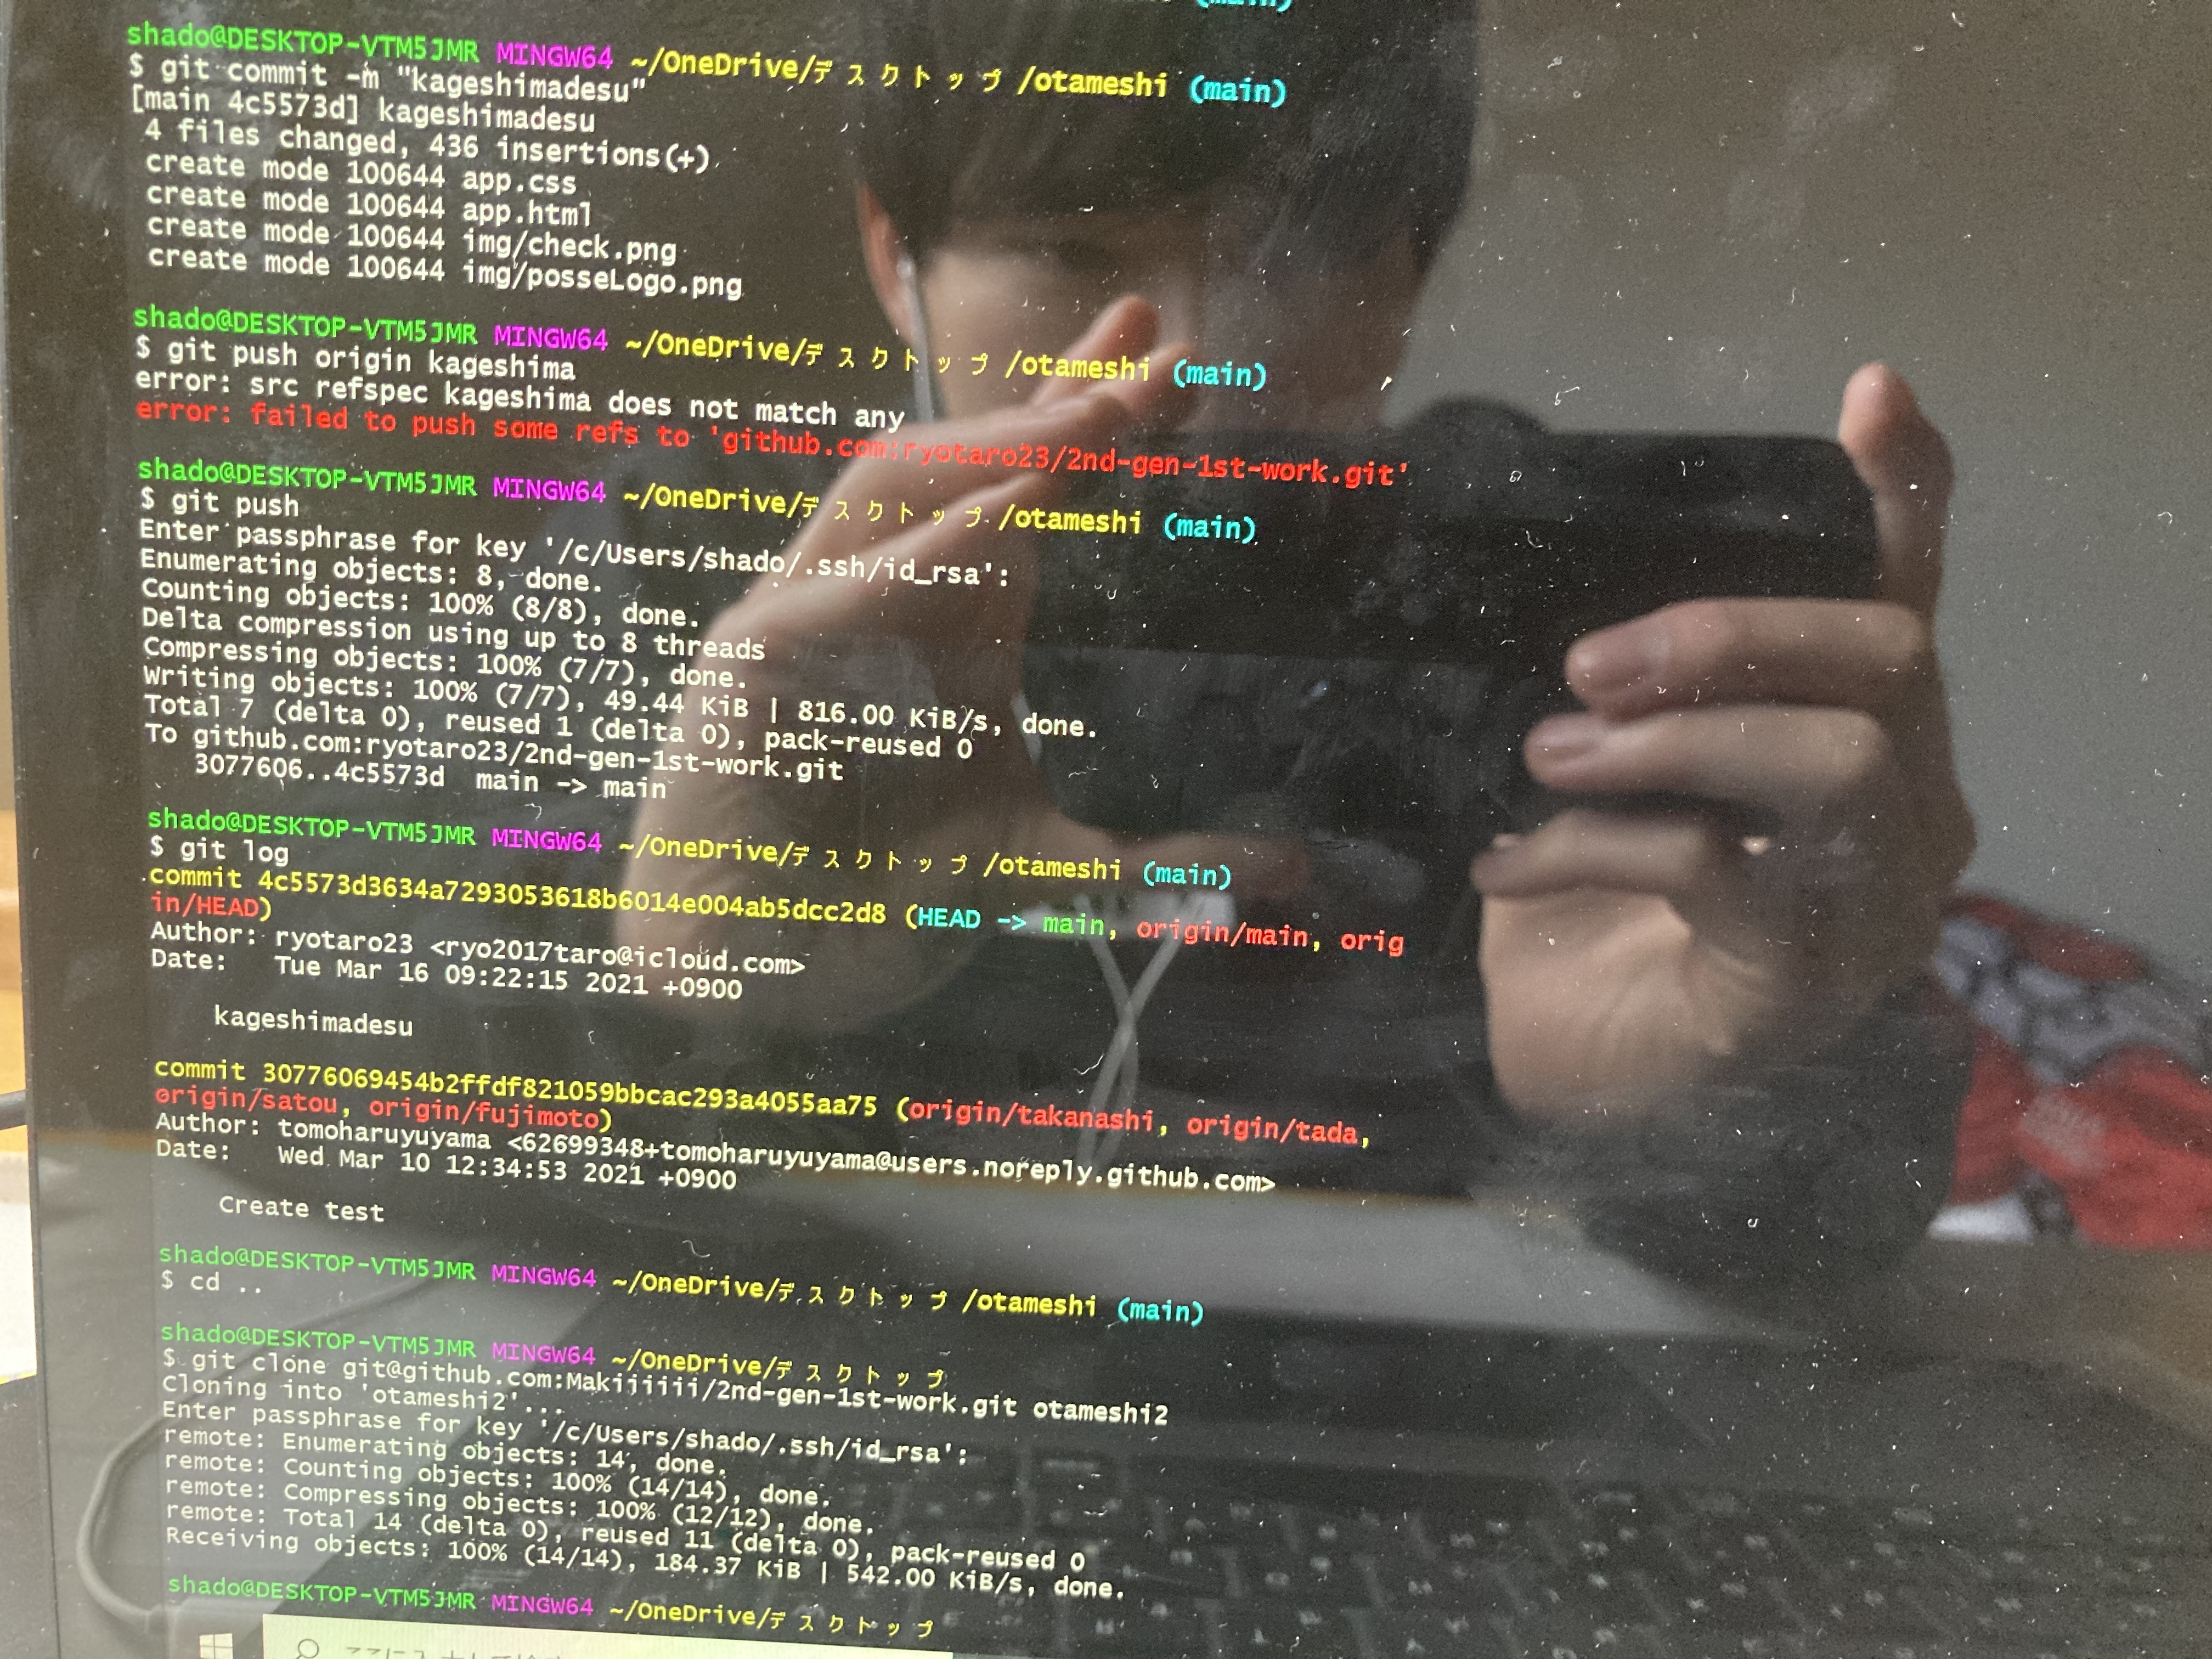 (main)
shado@DESKTOP-VTM5JMR MINGW64 ~/OneDrive/デスクトップ/otameshi (main)
$ git commit -m "kageshimadesu"
[main 4c5573d] kageshimadesu
4 files changed, 436 insertions(+)
create mode 100644 app.css
create mode 100644 app.html
create mode 100644 img/check.png
create mode 100644 img/posseLogo.png
shado@DESKTOP-VTM5JMR MINGW64 ~/OneDrive/デスクトップ/otameshi (main)
$ git push origin kageshima
error: src refspec kageshima does not match any
error: failed to push some refs to 'github.com:ryotaro23/2nd-gen-1st-work.git'
shado@DESKTOP-VTM5JMR MINGW64 ~/OneDrive/デスクトップ/otameshi (main)
$ git push
Enter passphrase for key '/c/Users/shado/.ssh/id_rsa':
Enumerating objects: 8, done.
Counting objects: 100% (8/8), done.
Delta compression using up to 8 threads
Compressing objects: 100% (7/7), done.
Writing objects: 100% (7/7), 49.44 KiB | 816.00 KiB/s, done.
Total 7 (delta 0), reused 1 (delta 0), pack-reused 0
To github.com:ryotaro23/2nd-gen-1st-work.git
3077606..4c5573d main -> main
shado@DESKTOP-VTM5JMR MINGW64 ~/OneDrive/デスクトップ/otameshi (main)
$ git log
commit 4c5573d3634a7293053618b6014e004ab5dcc2d8 (HEAD -> main, origin/main, orig
in/HEAD)
Author: ryotaro23 <ryo2017taro@icloud.com>
Date: Tue Mar 16 09:22:15 2021 +0900
kageshimadesu
commit 30776069454b2ffdf821059bbcac293a4055aa75 (origin/takanashi, origin/tada,
origin/satou, origin/fujimoto)
Author: tomoharuyuyama <62699348+tomoharuyuyama@users.noreply.github.com>
Date: Wed Mar 10 12:34:53 2021 +0900
Create test
shado@DESKTOP-VTM5JMR MINGW64 ~/OneDrive/デスクトップ/otameshi (main)
$ cd ..
shado@DESKTOP-VTM5JMR MINGW64 ~/OneDrive/デスクトップ
$ git clone git@github.com:Makijjjjjj/2nd-gen-1st-work.git otameshi2
Cloning into 'otameshi2'...
Enter passphrase for key '/c/Users/shado/.ssh/id_rsa':
remote: Enumerating objects: 14, done.
remote: Counting objects: 100% (14/14), done.
remote: Compressing objects: 100% (12/12), done.
remote: Total 14 (delta 0), reused 11 (delta 0), pack-reused 0
Receiving objects: 100% (14/14), 184.37 KiB | 542.00 KiB/s, done.
shado@DESKTOP-VTM5JMR MINGW64 ~/OneDrive/デスクトップ